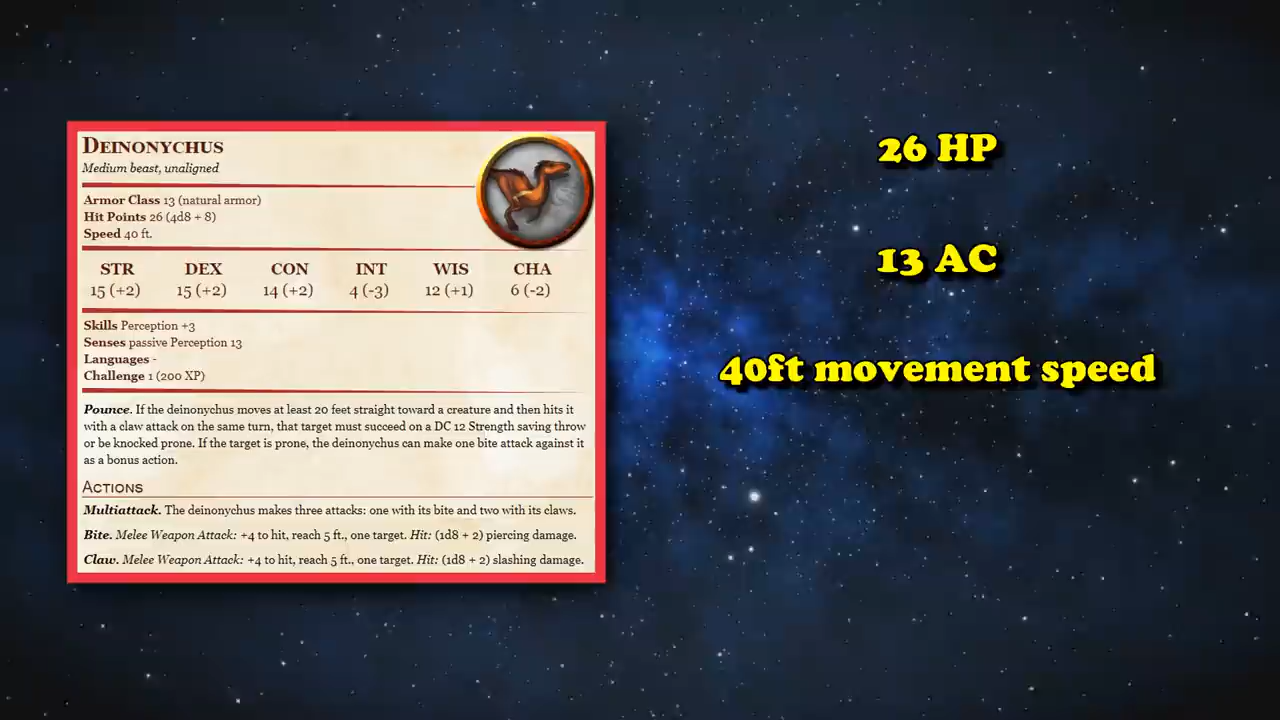 DEINONYCHUS
Medium beast, unaligned
Armor Class 13 (natural armor)
Hit Points 26 (4d8 + 8)
Speed 40 ft.
STR DEX CON INT WIS CHA
15 (+2) 15 (+2) 14 (+2) 4 (-3) 12 (+1) 6 (-2)
Skills Perception +3
Senses passive Perception 13
Languages -
Challenge 1 (200 XP)
Pounce. If the deinonychus moves at least 20 feet straight toward a creature and then hits it
with a claw attack on the same turn, that target must succeed on a DC 12 Strength saving throw
or be knocked prone. If the target is prone, the deinonychus can make one bite attack against it
as a bonus action.
ACTIONS
Multiattack. The deinonychus makes three attacks: one with its bite and two with its claws.
Bite. Melee Weapon Attack: +4 to hit, reach 5 ft., one target. Hit: (1d8 + 2) piercing damage.
Claw. Melee Weapon Attack: +4 to hit, reach 5 ft., one target. Hit: (1d8 + 2) slashing damage.
26 HP
13 AC
40ft movement speed